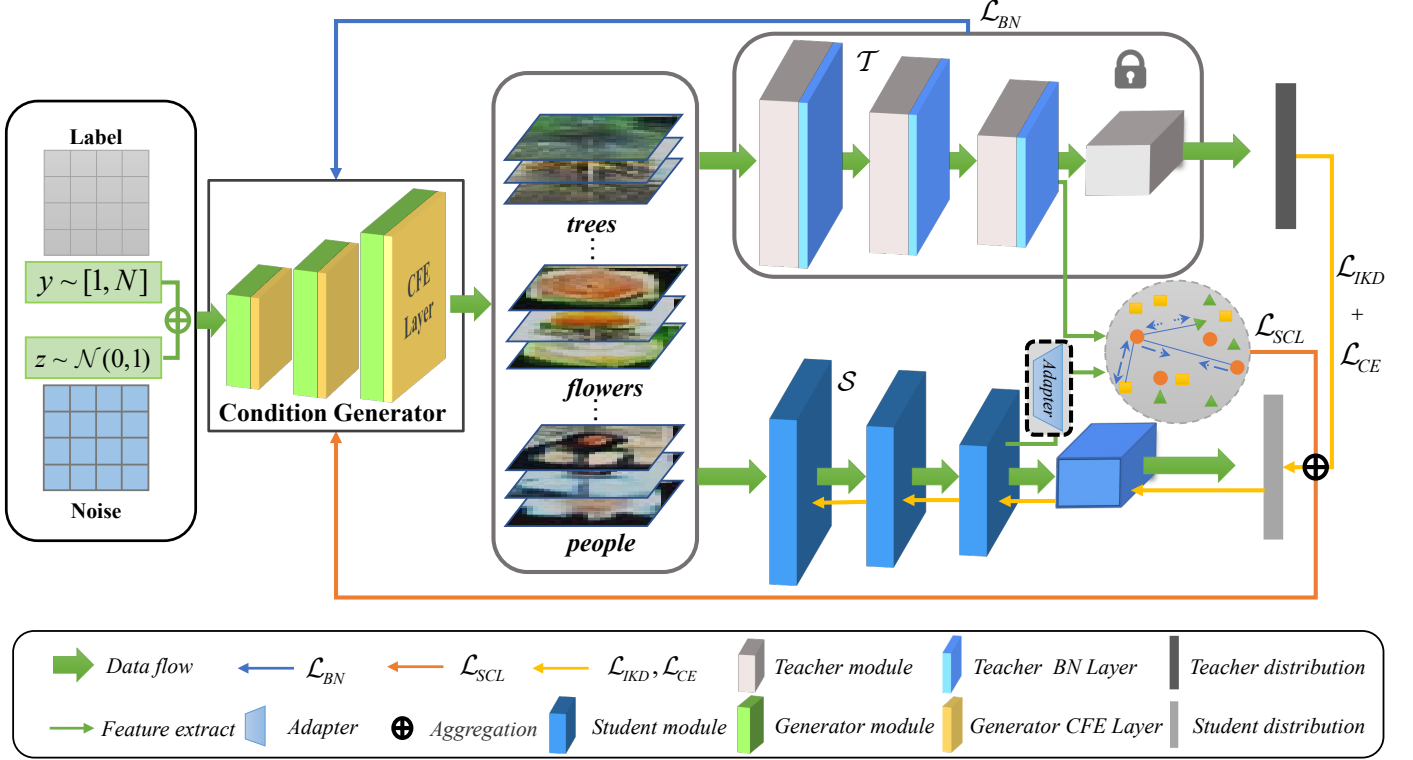 ℒ_BN
𝒯
Label
y ~ [1, N]
z ~ 𝒩(0,1)
Noise
CFE
Layer
Condition Generator
trees
flowers
people
ℒ_IKD
+
ℒ_CE
ℒ_SCL
Adapter
𝒮
Data flow
ℒ_BN
ℒ_SCL
ℒ_IKD, ℒ_CE
Teacher module
Teacher BN Layer
Teacher distribution
Feature extract
Adapter
Aggregation
Student module
Generator module
Generator CFE Layer
Student distribution